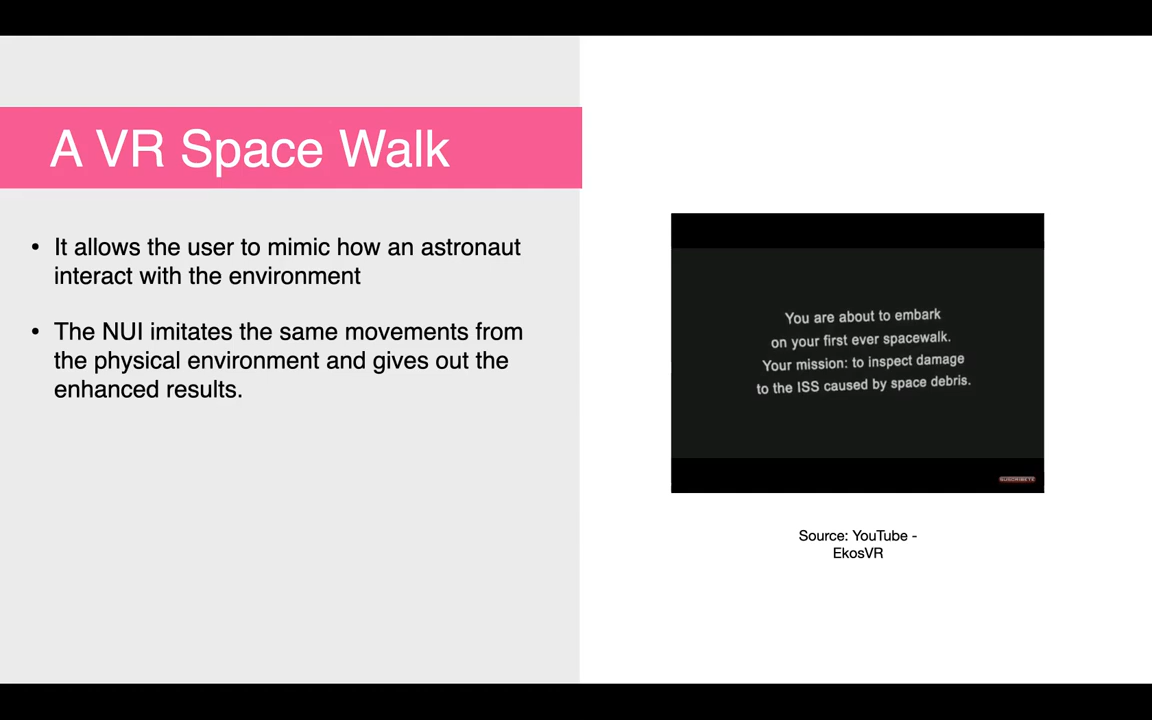 A VR Space Walk
• It allows the user to mimic how an astronaut
interact with the environment
• The NUI imitates the same movements from
the physical environment and gives out the
enhanced results.
You are about to embark
on your first ever spacewalk.
Your mission: to inspect damage
to the ISS caused by space debris.
SUSCRIBETE
Source: YouTube -
EkosVR